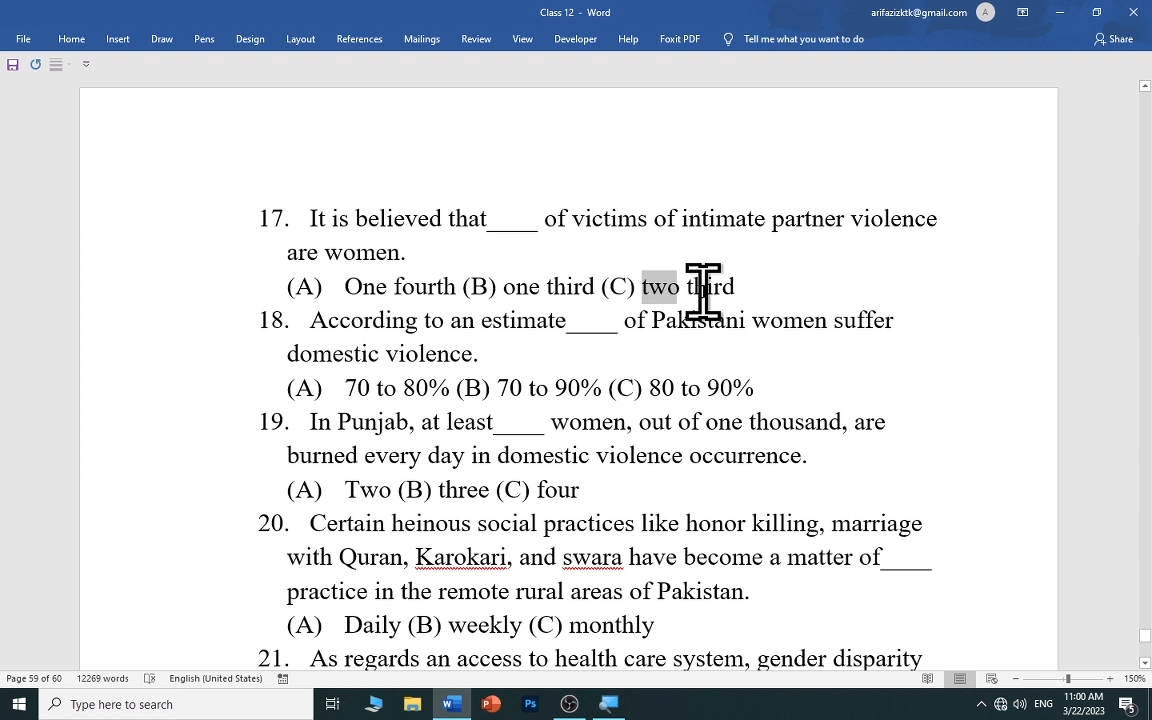 Class 12 - Word
arifazizktk@gmail.com A
File Home Insert Draw Pens Design Layout References Mailings Review View Developer Help Foxit PDF Tell me what you want to do Share
17. It is believed that____ of victims of intimate partner violence
are women.
(A) One fourth (B) one third (C) two third
18. According to an estimate____ of Pakistani women suffer
domestic violence.
(A) 70 to 80% (B) 70 to 90% (C) 80 to 90%
19. In Punjab, at least____ women, out of one thousand, are
burned every day in domestic violence occurrence.
(A) Two (B) three (C) four
20. Certain heinous social practices like honor killing, marriage
with Quran, Karokari, and swara have become a matter of____
practice in the remote rural areas of Pakistan.
(A) Daily (B) weekly (C) monthly
21. As regards an access to health care system, gender disparity
Page 59 of 60 12269 words English (United States) 150%
Type here to search W P Ps ENG 11:00 AM
3/22/2023 5